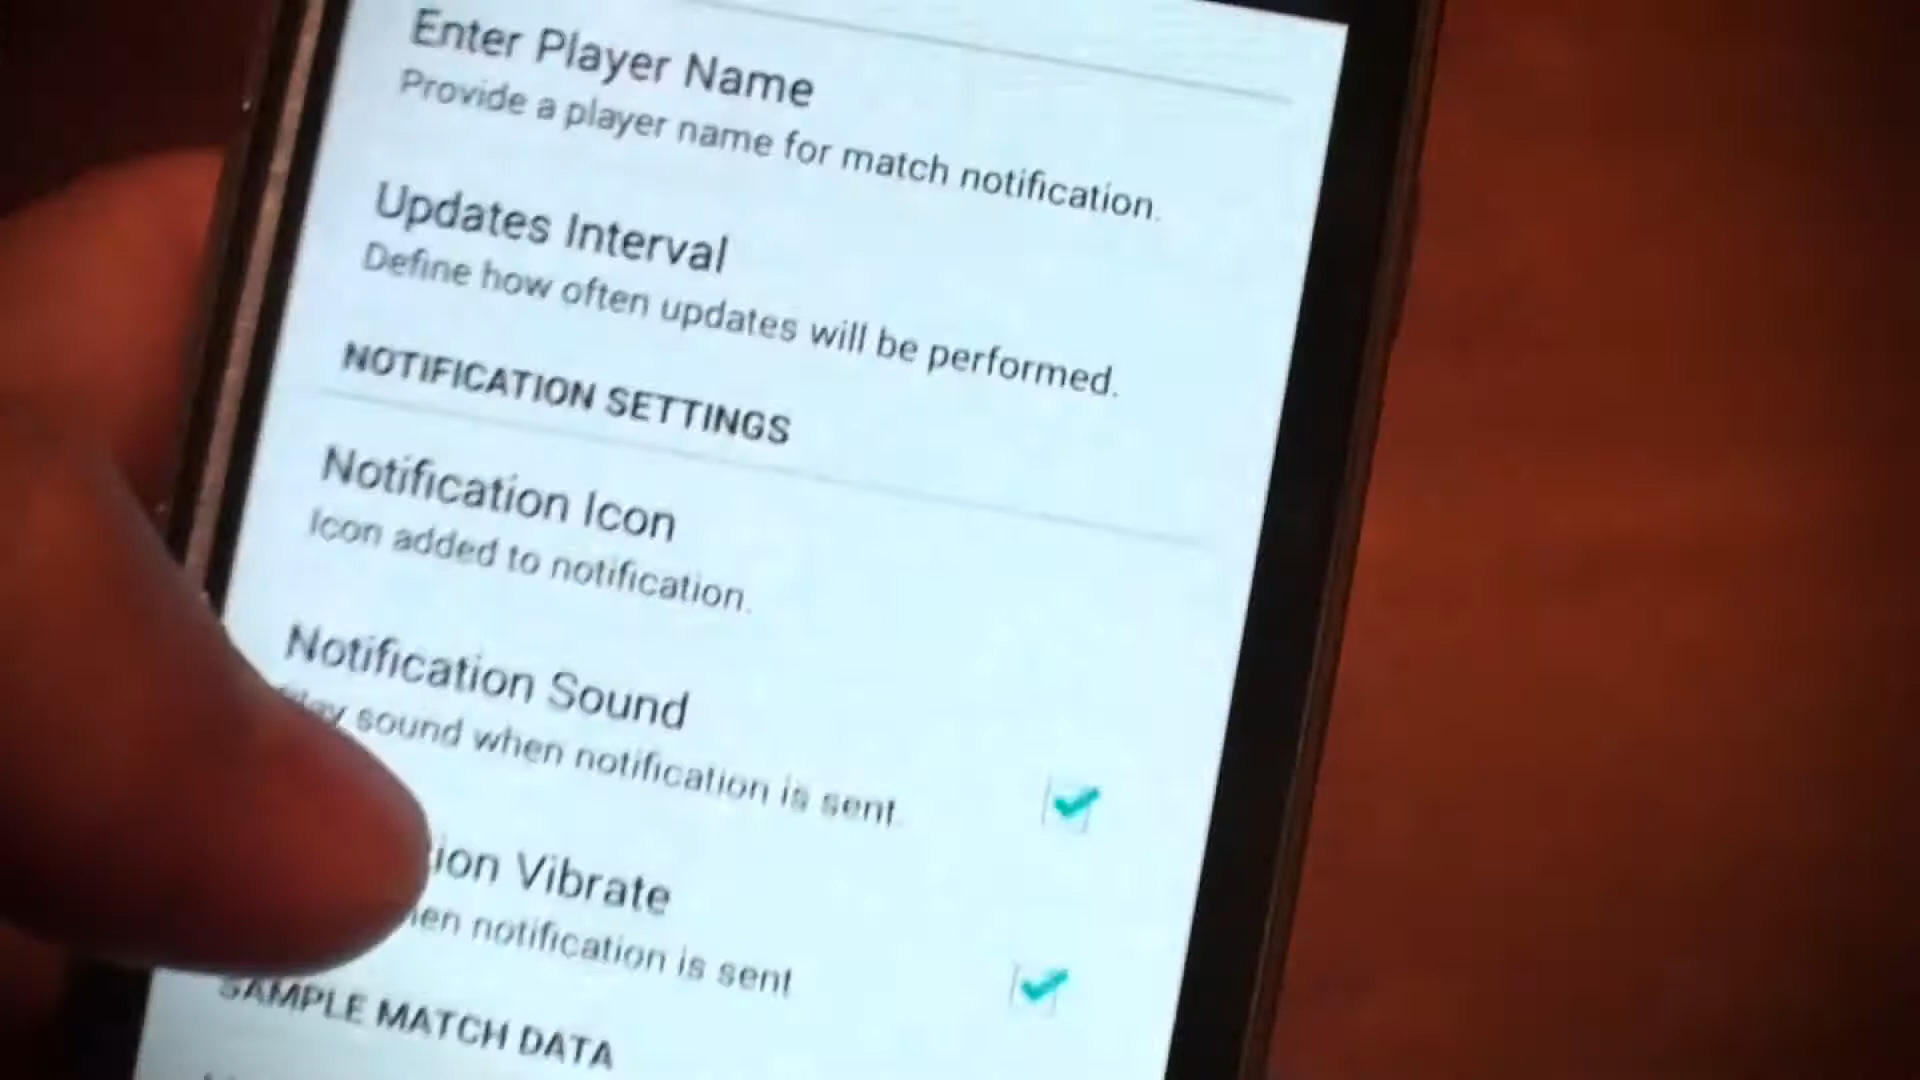 Enter Player Name
Provide a player name for match notification.
Updates Interval
Define how often updates will be performed.
NOTIFICATION SETTINGS
Notification Icon
Icon added to notification.
Notification Sound
sound when notification is sent.
Vibrate
notification is sent
SAMPLE MATCH DATA